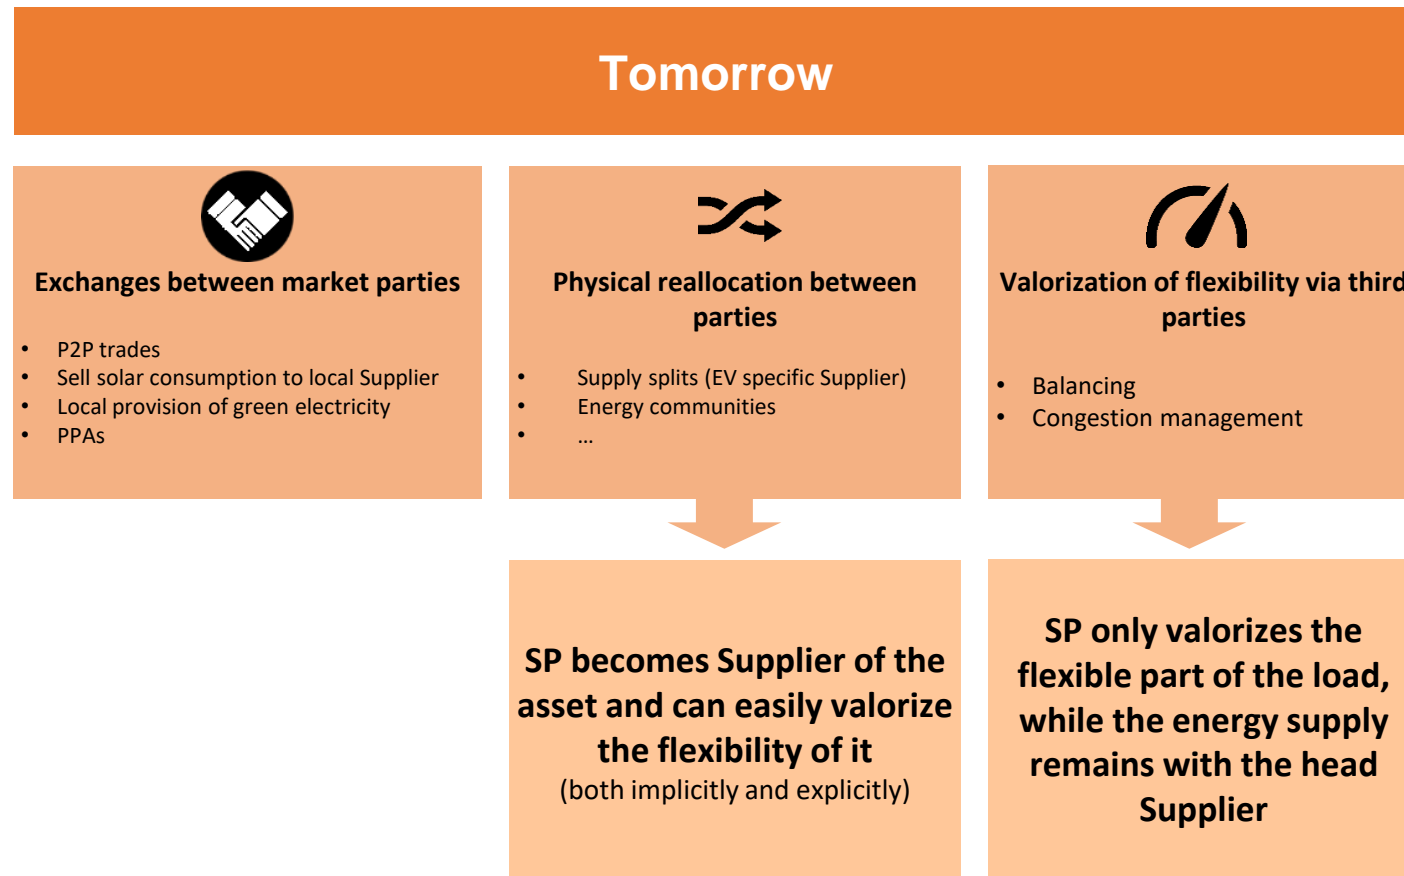 Tomorrow
Exchanges between market parties
• P2P trades
• Sell solar consumption to local Supplier
• Local provision of green electricity
• PPAs
Physical reallocation between
parties
• Supply splits (EV specific Supplier)
• Energy communities
• …
Valorization of flexibility via third
parties
• Balancing
• Congestion management
SP becomes Supplier of the
asset and can easily valorize
the flexibility of it
(both implicitly and explicitly)
SP only valorizes the
flexible part of the load,
while the energy supply
remains with the head
Supplier